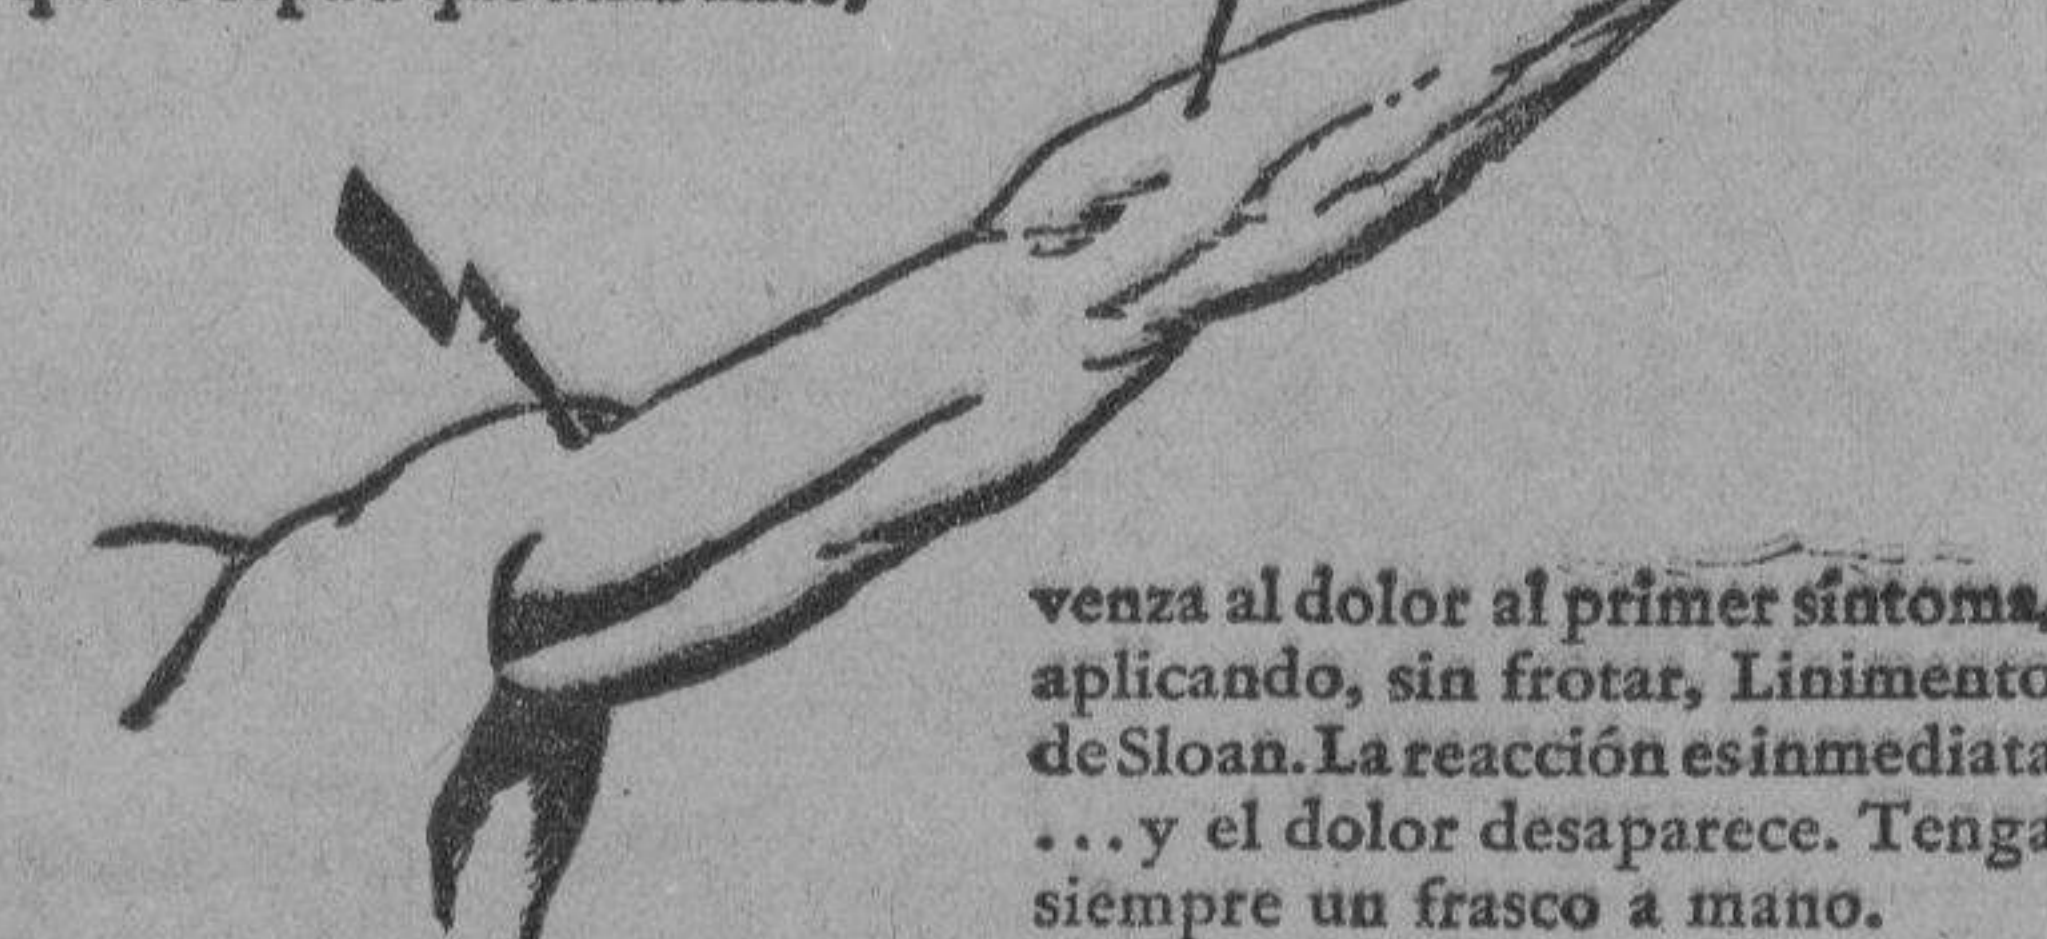 venza al dolor al primer síntoma,
aplicando, sin frotar, Linimento
de Sloan. La reacción es inmediata
...y el dolor desaparece. Tenga
siempre un frasco a mano.